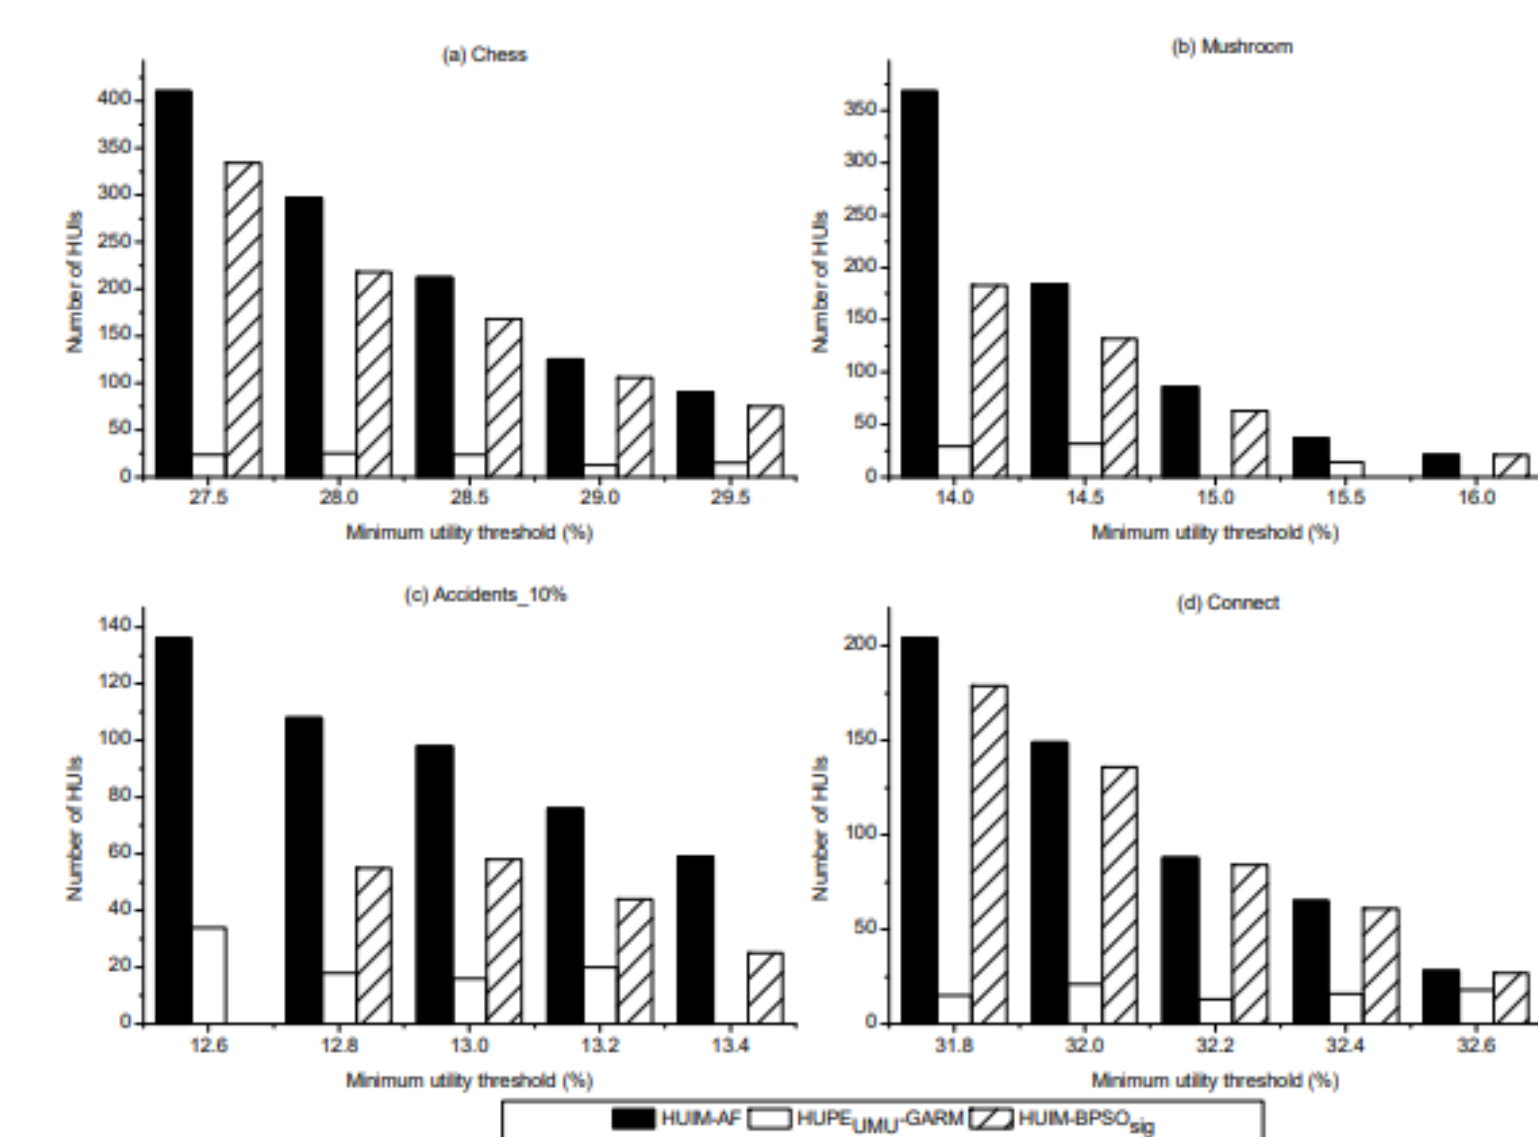 (a) Chess
Number of HUIs
400
350
300
250
200
150
100
50
0
27.5 28.0 28.5 29.0 29.5
Minimum utility threshold (%)
(b) Mushroom
Number of HUIs
350
300
250
200
150
100
50
0
14.0 14.5 15.0 15.5 16.0
Minimum utility threshold (%)
(c) Accidents_10%
Number of HUIs
140
120
100
80
60
40
20
0
12.6 12.8 13.0 13.2 13.4
Minimum utility threshold (%)
(d) Connect
Number of HUIs
200
150
100
50
0
31.8 32.0 32.2 32.4 32.6
Minimum utility threshold (%)
HUIM-AF HUPEUMU-GARM HUIM-BPSOsig